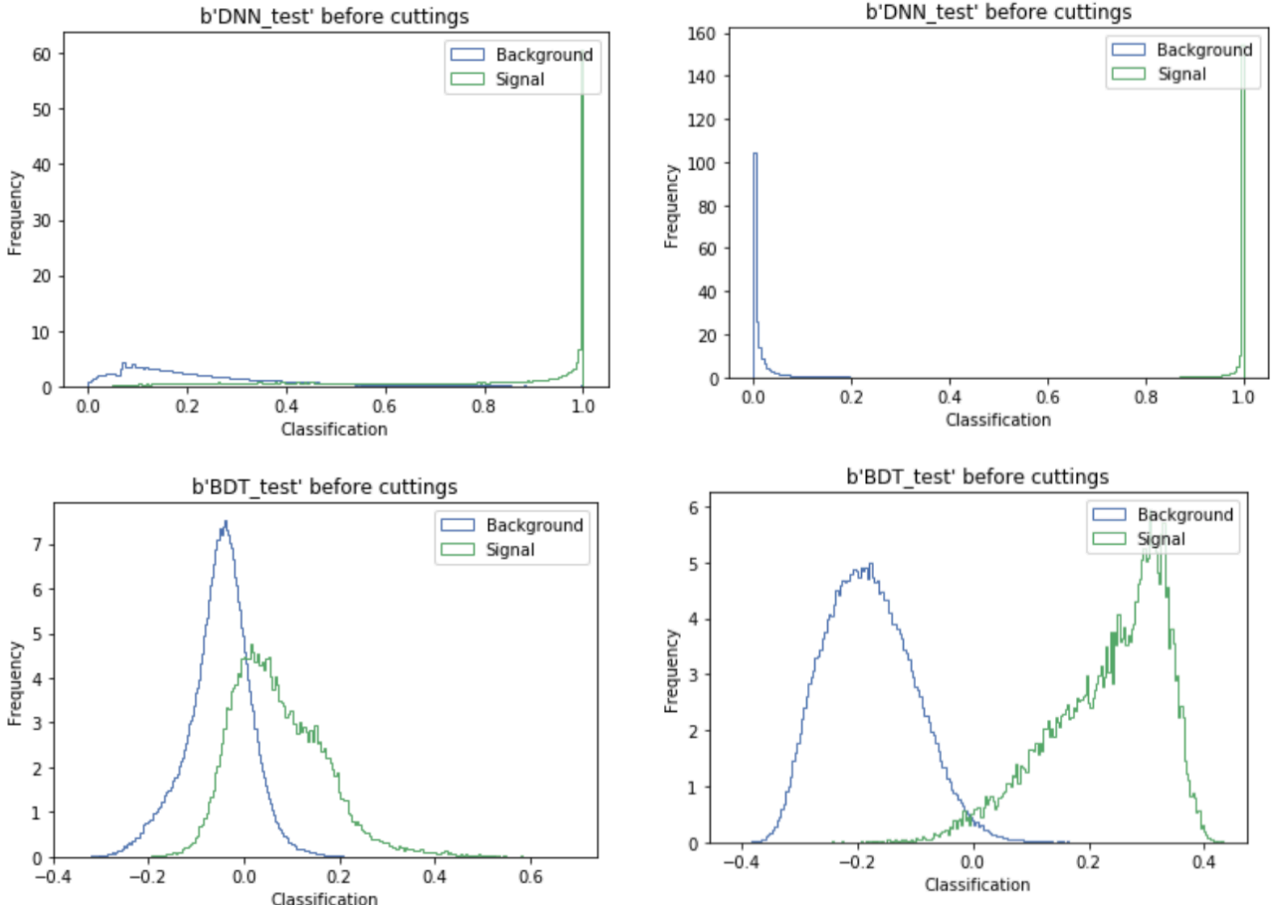 b'DNN_test' before cuttings
60
50
40
30
20
10
0
Frequency
Background
Signal
0.0 0.2 0.4 0.6 0.8 1.0
Classification
b'DNN_test' before cuttings
160
140
120
100
80
60
40
20
0
Frequency
Background
Signal
0.0 0.2 0.4 0.6 0.8 1.0
Classification
b'BDT_test' before cuttings
7
6
5
4
3
2
1
0
Frequency
Background
Signal
−0.4 −0.2 0.0 0.2 0.4 0.6
Classification
b'BDT_test' before cuttings
6
5
4
3
2
1
0
Frequency
Background
Signal
−0.4 −0.2 0.0 0.2 0.4
Classification